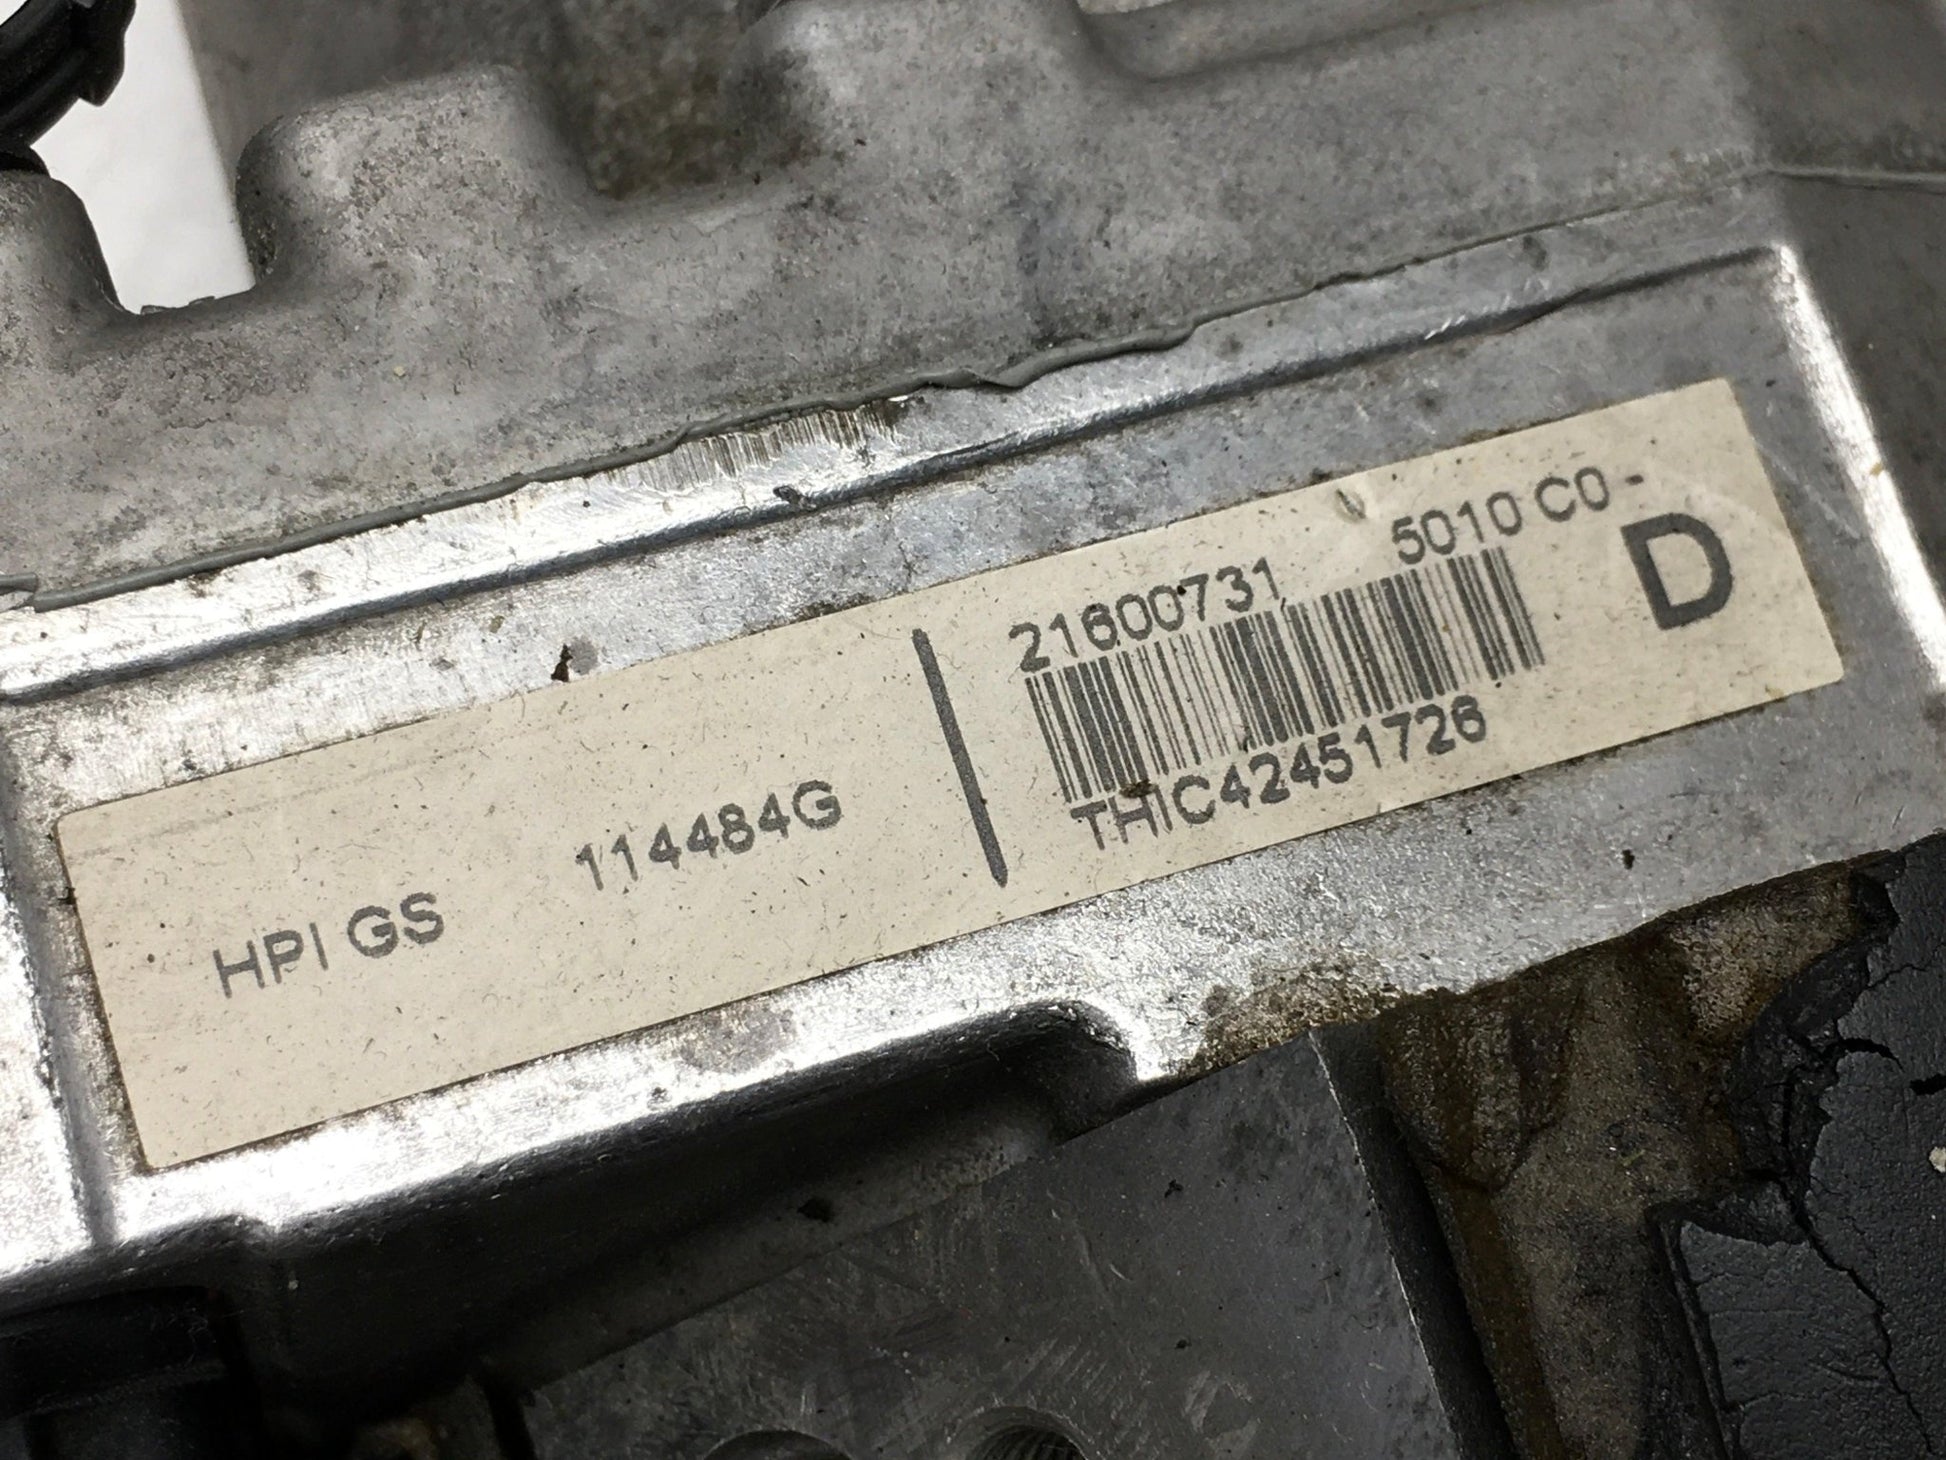 HPI GS 114484G
21600731 5010 C0 -
D
THIC42451726